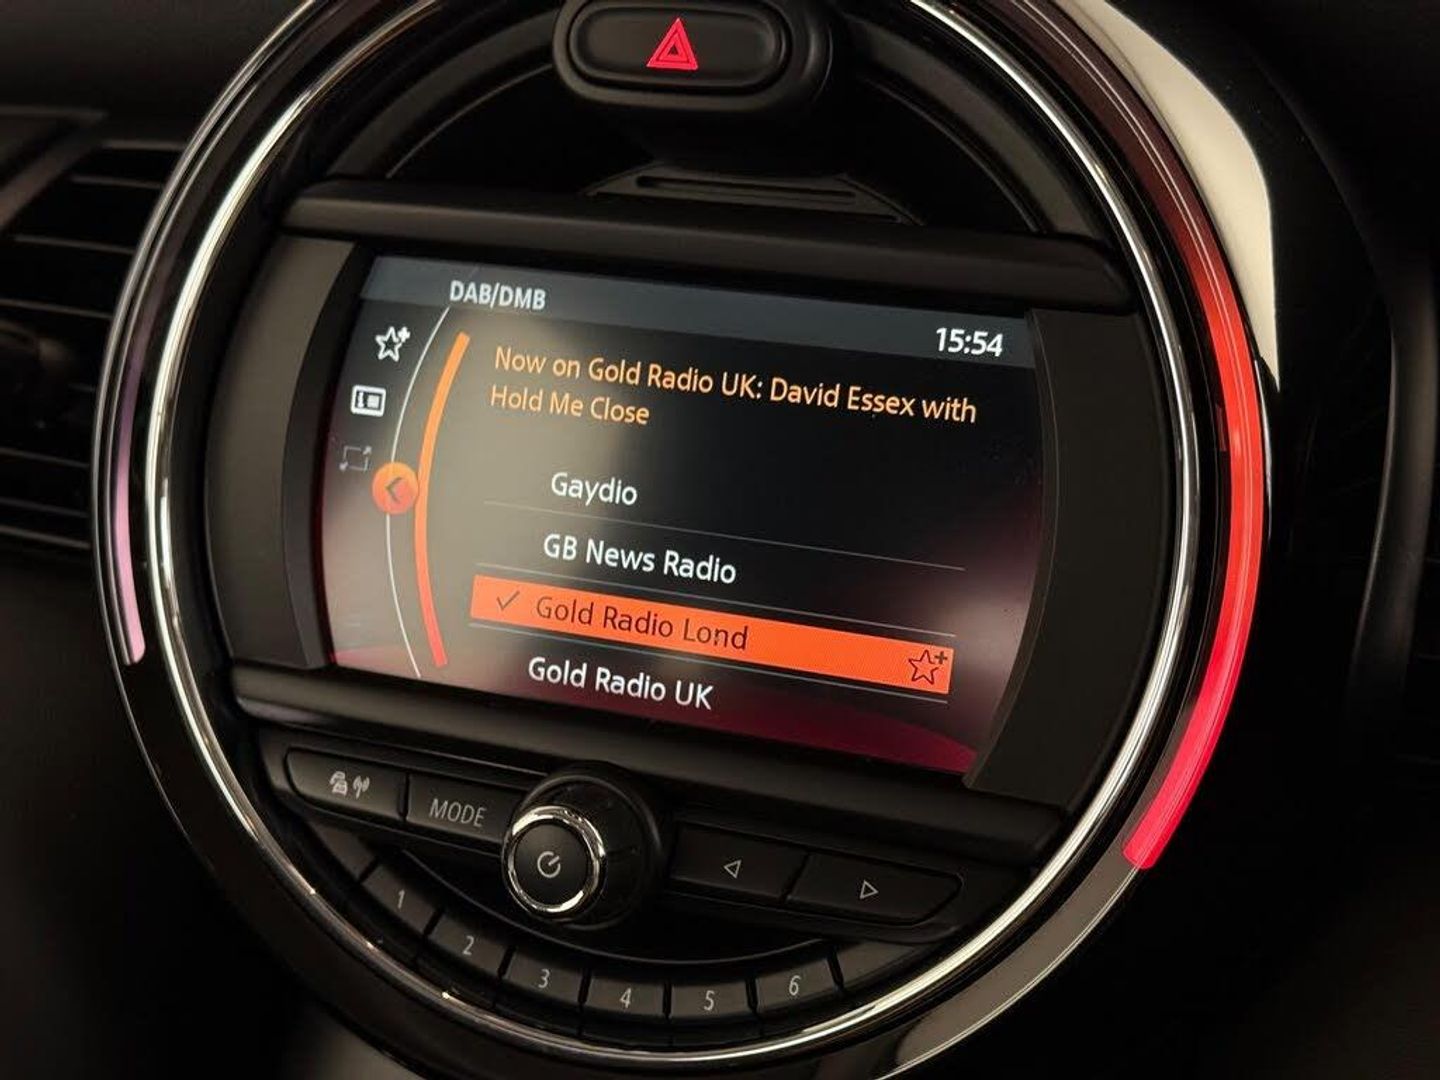 DAB/DMB
15:54
Now on Gold Radio UK: David Essex with
Hold Me Close
Gaydio
GB News Radio
Gold Radio Lond
Gold Radio UK
MODE
1
2
3
4
5
6